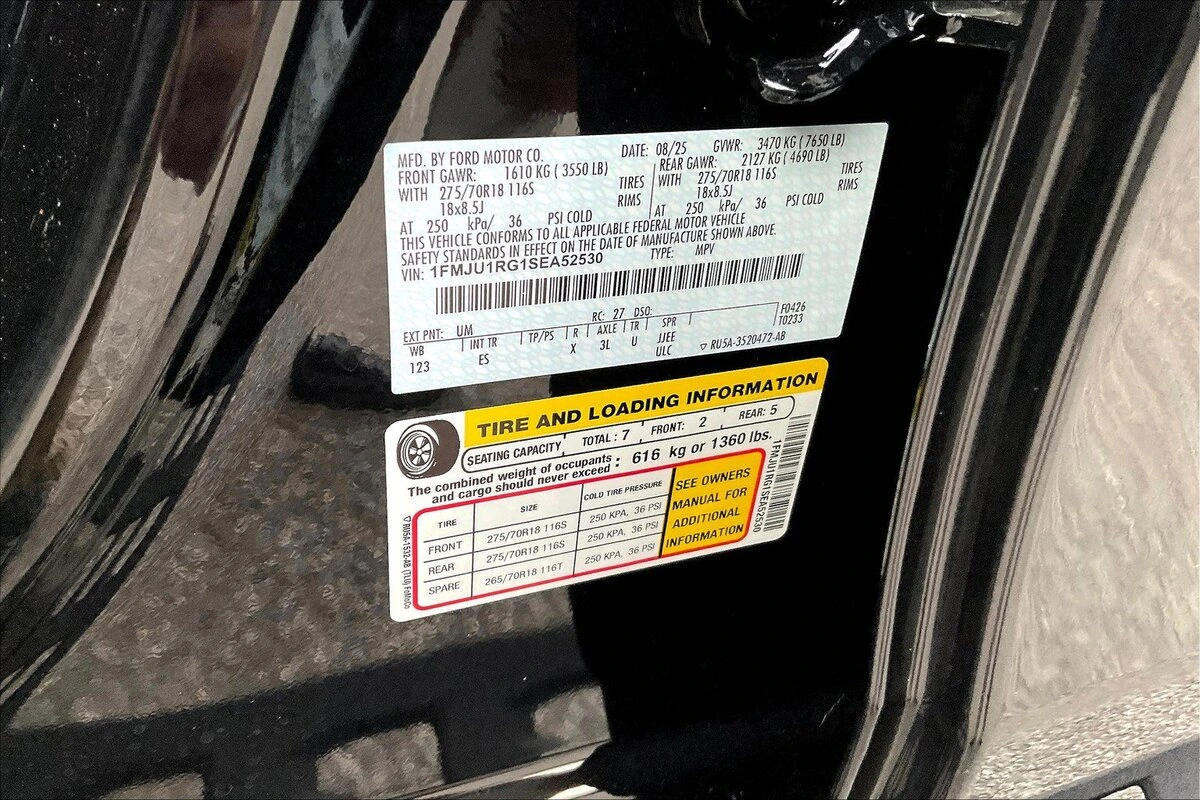 MFD. BY FORD MOTOR CO. DATE: 08/25 GVWR: 3470 KG ( 7650 LB)
FRONT GAWR: 1610 KG ( 3550 LB) REAR GAWR: 2127 KG ( 4690 LB)
WITH 275/70R18 116S TIRES WITH 275/70R18 116S TIRES
18x8.5J RIMS 18x8.5J RIMS
AT 250 kPa/ 36 PSI COLD AT 250 kPa/ 36 PSI COLD
THIS VEHICLE CONFORMS TO ALL APPLICABLE FEDERAL MOTOR VEHICLE
SAFETY STANDARDS IN EFFECT ON THE DATE OF MANUFACTURE SHOWN ABOVE.
VIN: 1FMJU1RG1SEA52530 TYPE: MPV
EXT PNT: UM RC: 27 DSO: F0426
T0233
WB INT TR TP/PS R AXLE TR SPR
123 ES X 3L U JJEE
ULC ▽ RU5A-3520472-AB
TIRE AND LOADING INFORMATION
SEATING CAPACITY TOTAL : 7 FRONT: 2 REAR: 5
The combined weight of occupants and cargo should never exceed : 616 kg or 1360 lbs.
TIRE SIZE COLD TIRE PRESSURE
FRONT 275/70R18 116S 250 KPA, 36 PSI
REAR 275/70R18 116S 250 KPA, 36 PSI
SPARE 265/70R18 116T 250 KPA, 36 PSI
SEE OWNERS
MANUAL FOR
ADDITIONAL
INFORMATION
1FMJU1RG1SEA52530
▽RU5A-1532-AB (TLU) FoMoCo